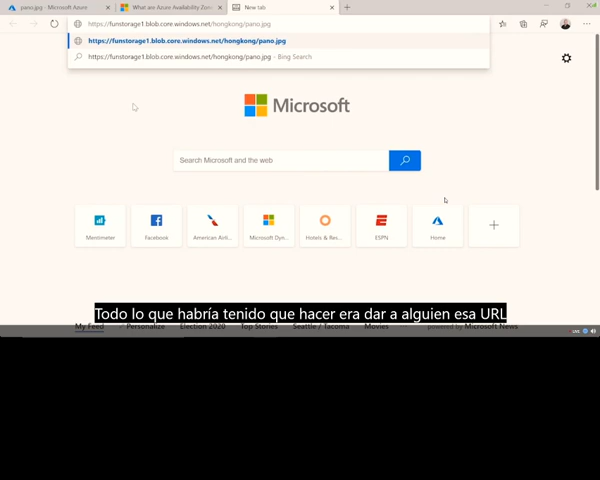 pano.jpg - Microsoft Azure
What are Azure Availability Zon
New tab
https://funstorage1.blob.core.windows.net/hongkong/pano.jpg
https://funstorage1.blob.core.windows.net/hongkong/pano.jpg
https://funstorage1.blob.core.windows.net/hongkong/pano.jpg - Bing Search
Microsoft
Search Microsoft and the web
Mentimeter
Facebook
American Airli...
Microsoft Dyn...
Hotels & Res...
ESPN
Home
Todo lo que habría tenido que hacer era dar a alguien esa URL
My Feed
Personalize
Election 2020
Top Stories
Seattle / Tacoma
Movies
powered by Microsoft News
LIVE